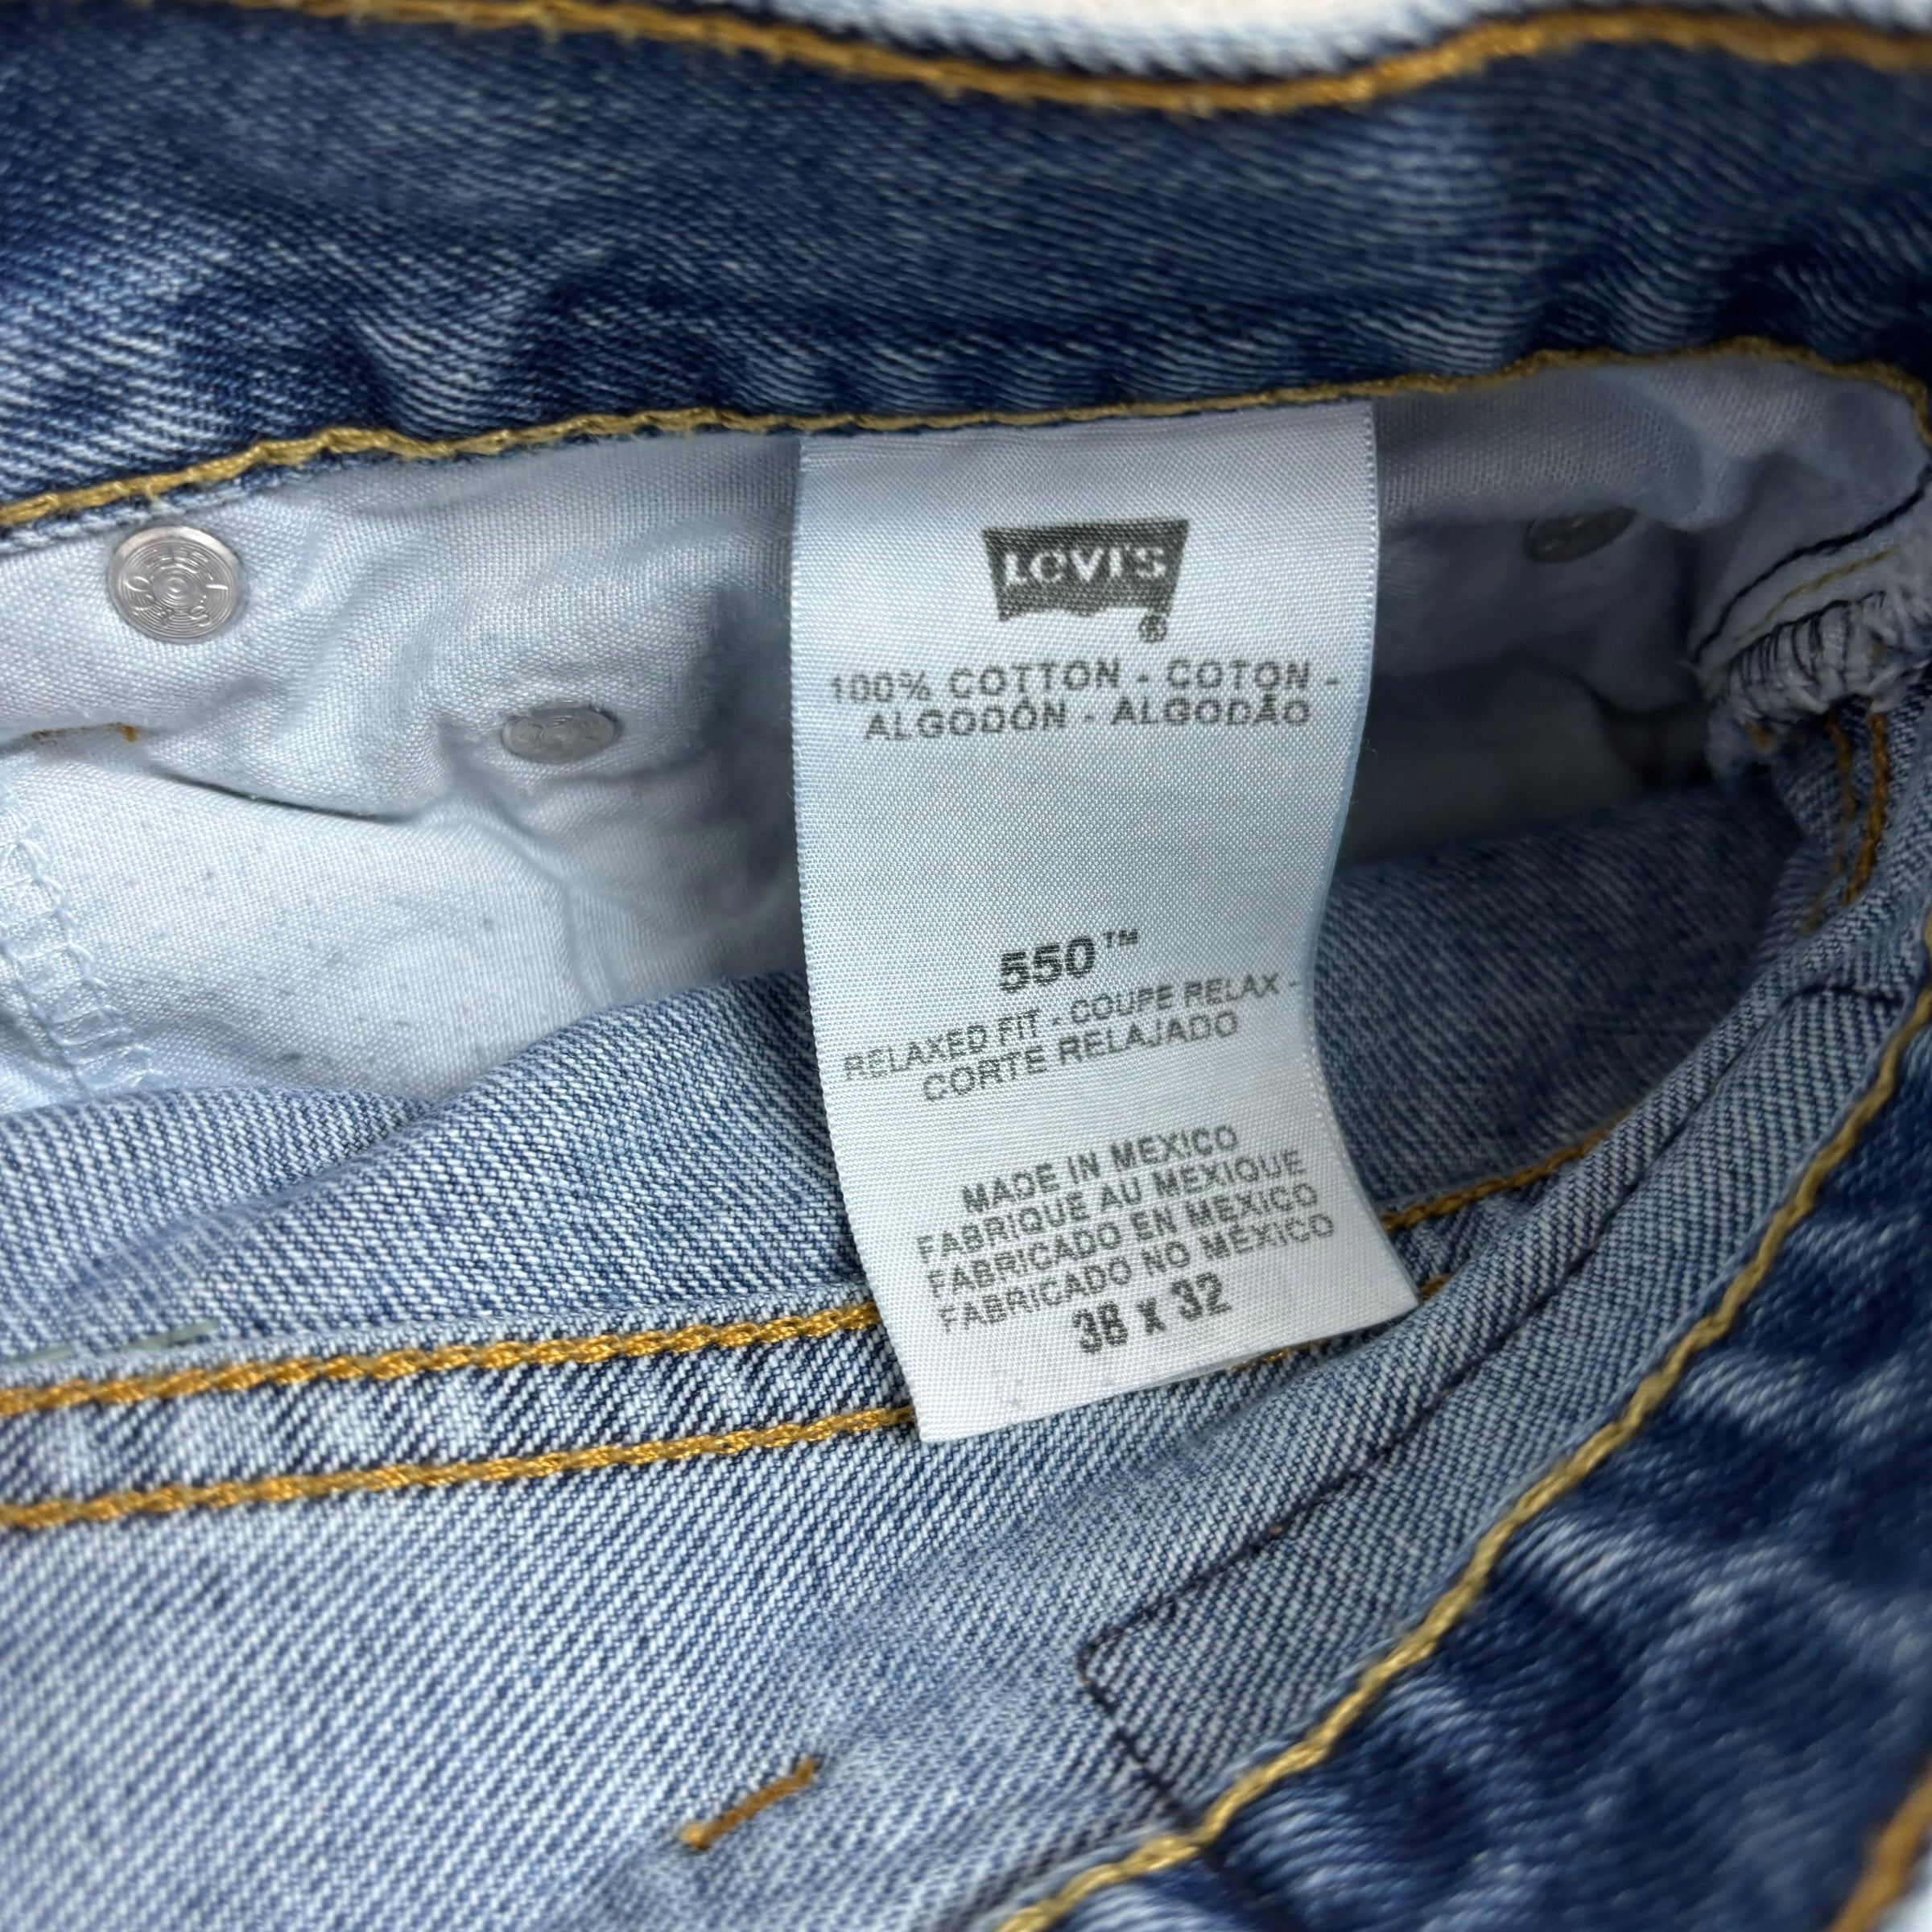 LEVI'S
®
100% COTTON - COTON -
ALGODÓN - ALGODÃO
550™
RELAXED FIT - COUPE RELAX -
CORTE RELAJADO
MADE IN MEXICO
FABRIQUE AU MEXIQUE
FABRICADO EN MEXICO
FABRICADO NO MÉXICO
38 x 32